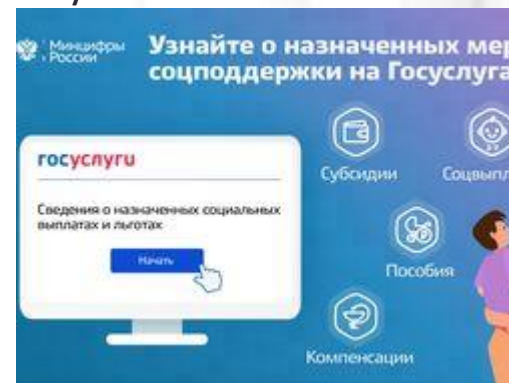 Минцифры
России
Узнайте о назначенных мер
соцподдержки на Госуслуга
госуслуги
Субсидии
Соцвыпл
Сведения о назначенных социальных
выплатах и льготах
Начать
Пособия
Компенсации